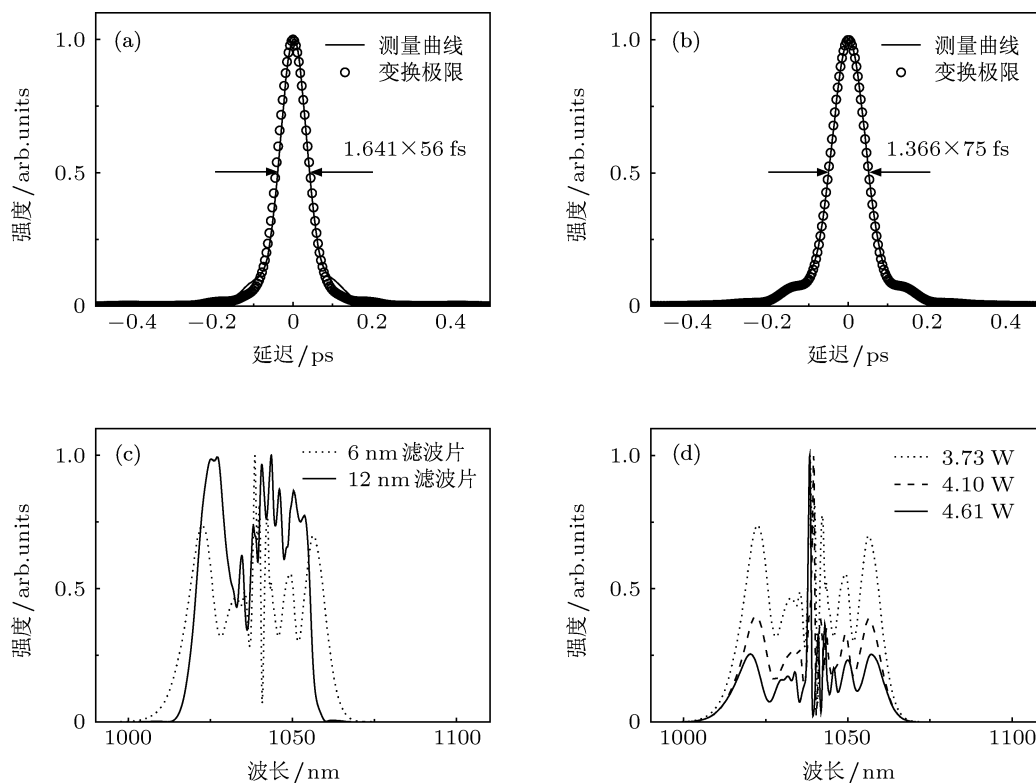 (a)
测量曲线
变换极限
1.641×56 fs
强度/arb.units
1.0
0.5
0
−0.4 −0.2 0 0.2 0.4
延迟/ps
(b)
测量曲线
变换极限
1.366×75 fs
强度/arb.units
1.0
0.5
0
−0.4 −0.2 0 0.2 0.4
延迟/ps
(c)
6 nm滤波片
12 nm滤波片
强度/arb.units
1.0
0.5
0
1000 1050 1100
波长/nm
(d)
3.73 W
4.10 W
4.61 W
强度/arb.units
1.0
0.5
0
1000 1050 1100
波长/nm